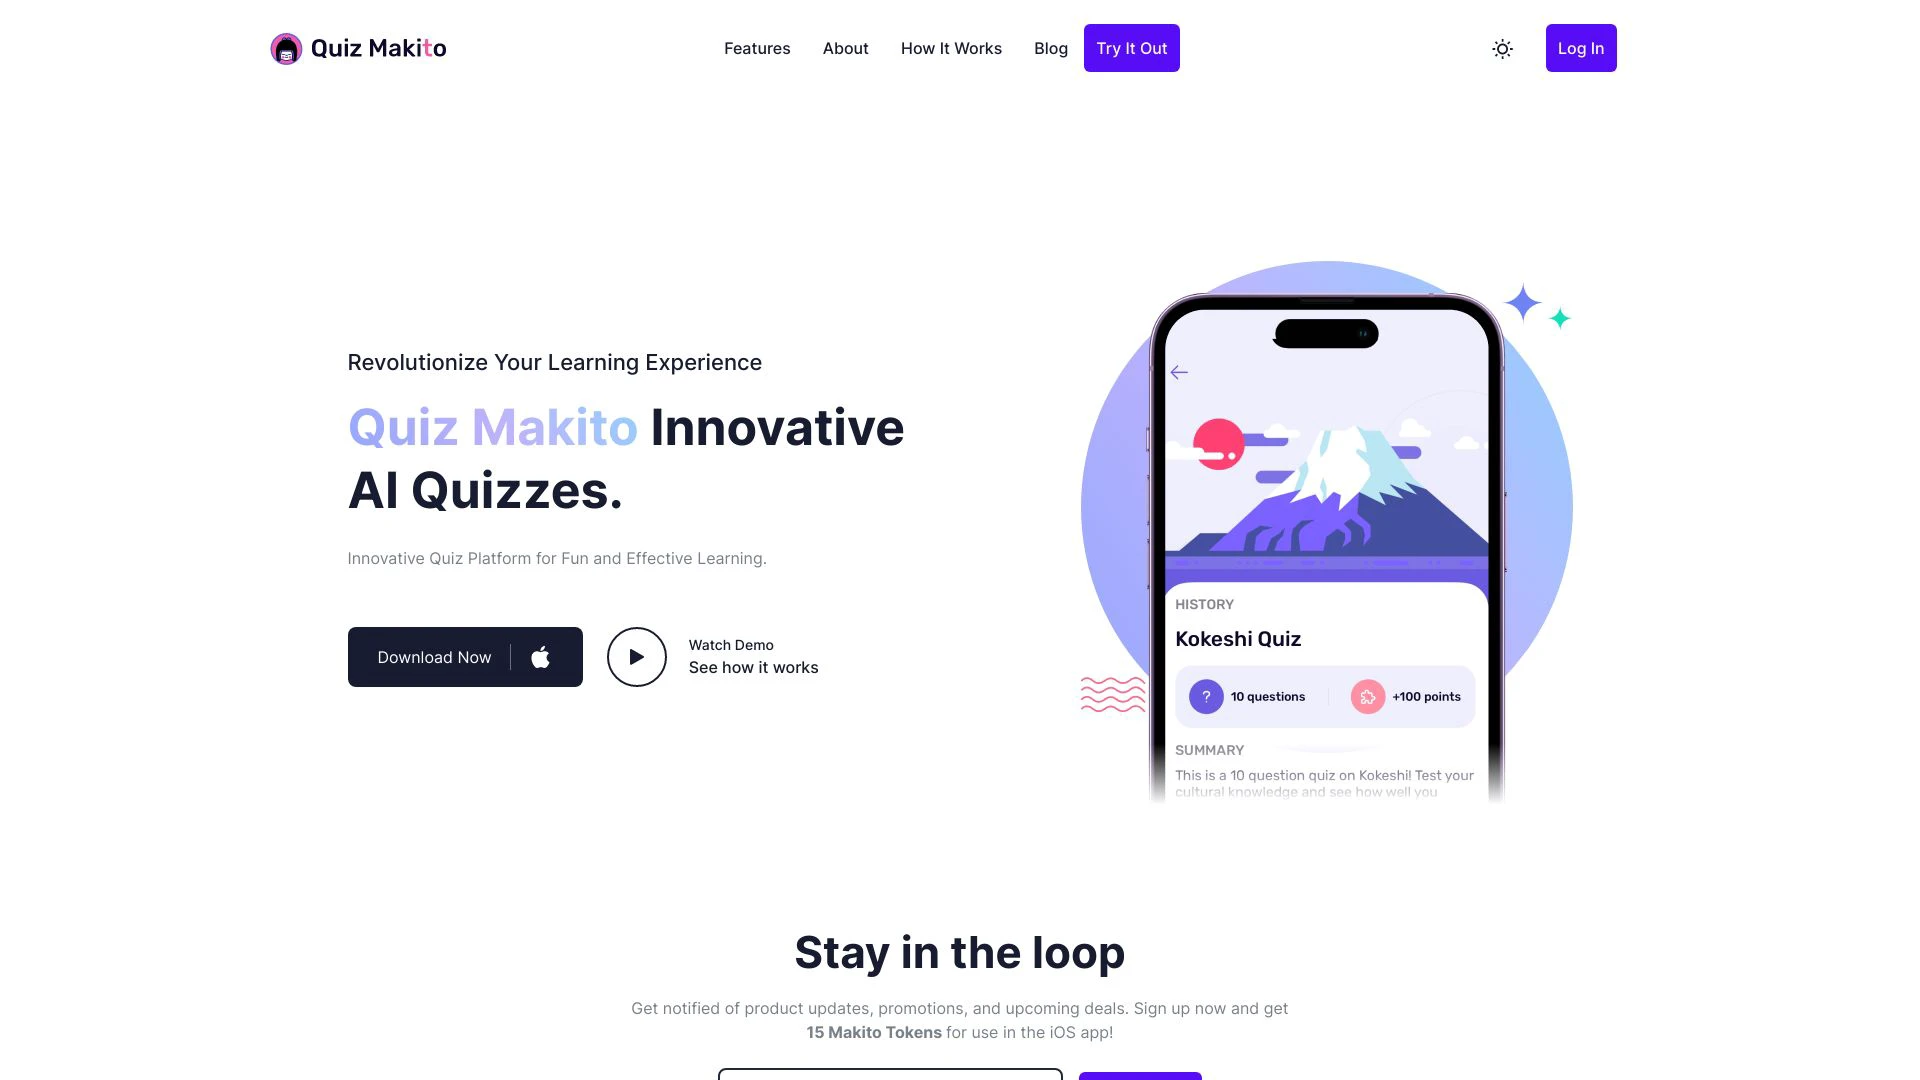 Quiz Makito
Features
About
How It Works
Blog
Try It Out
Log In
Revolutionize Your Learning Experience
Quiz Makito Innovative
AI Quizzes.
Innovative Quiz Platform for Fun and Effective Learning.
Download Now
Watch Demo
See how it works
HISTORY
Kokeshi Quiz
? 10 questions
+100 points
SUMMARY
This is a 10 question quiz on Kokeshi! Test your
cultural knowledge and see how well you
Stay in the loop
Get notified of product updates, promotions, and upcoming deals. Sign up now and get
15 Makito Tokens for use in the iOS app!